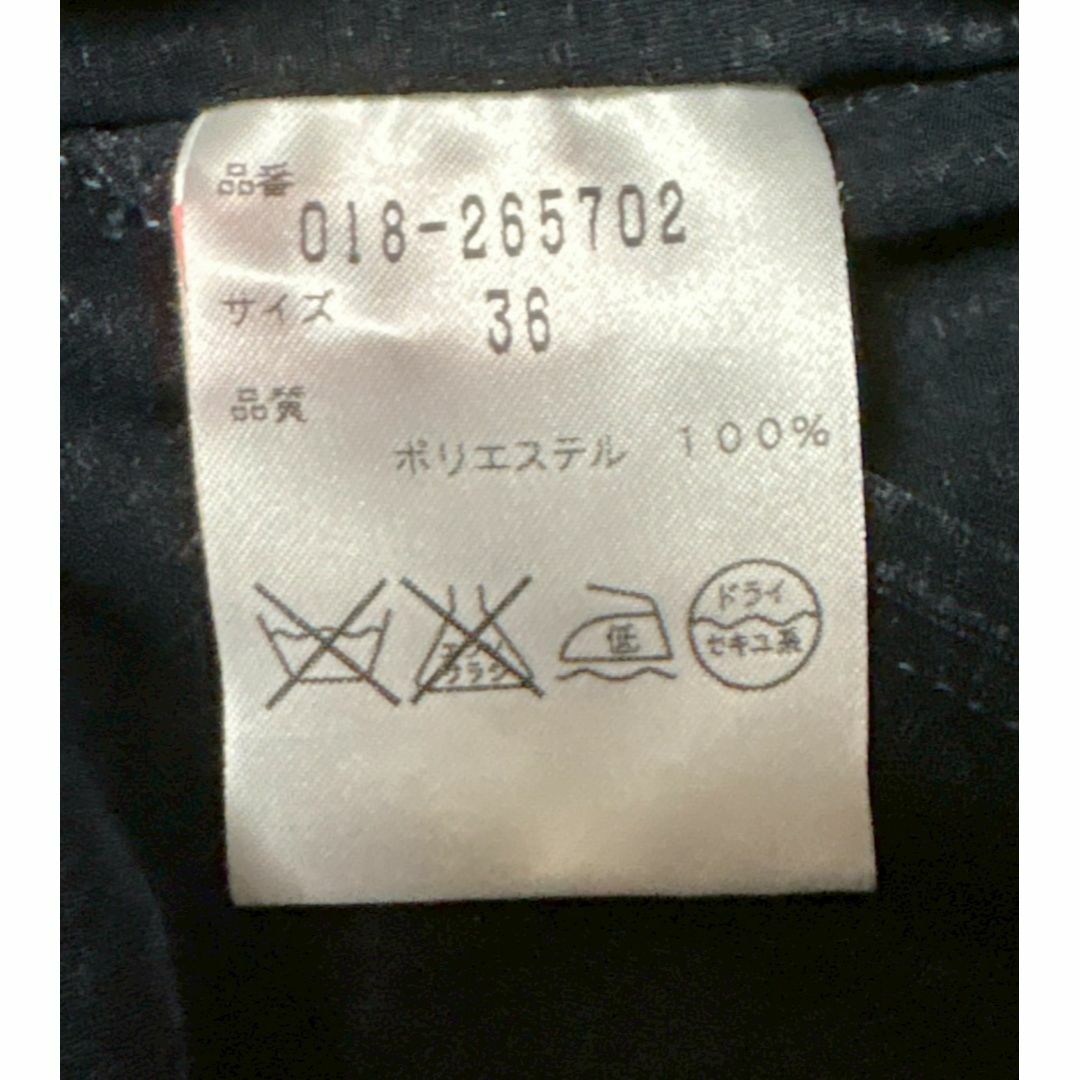 品番
018-265702
サイズ 36
品質
ポリエステル 100%
低
ドライ
セキユ系